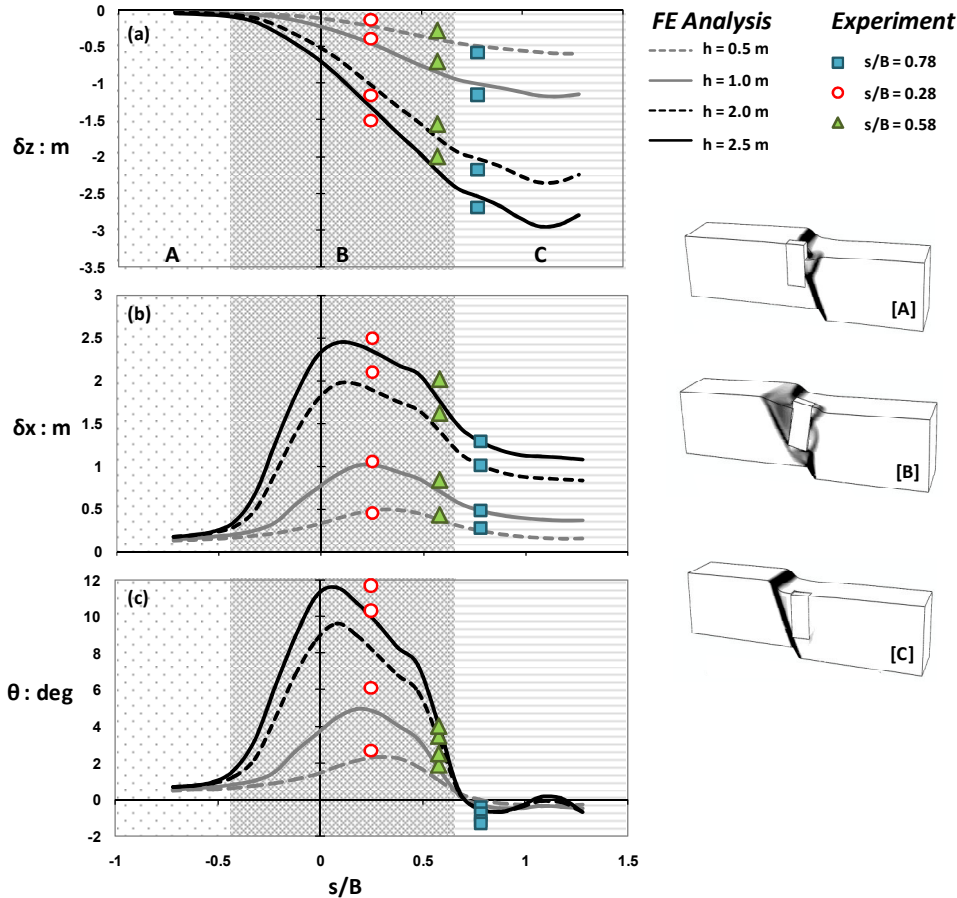 FE Analysis
h = 0.5 m
h = 1.0 m
h = 2.0 m
h = 2.5 m
Experiment
s/B = 0.78
s/B = 0.28
s/B = 0.58
(a)
0
-0.5
-1
-1.5
-2
-2.5
-3
-3.5
δz : m
A
B
C
(b)
3
2.5
2
1.5
1
0.5
0
δx : m
(c)
12
10
8
6
4
2
0
-2
θ : deg
-1
-0.5
0
0.5
1
1.5
s/B
[A]
[B]
[C]